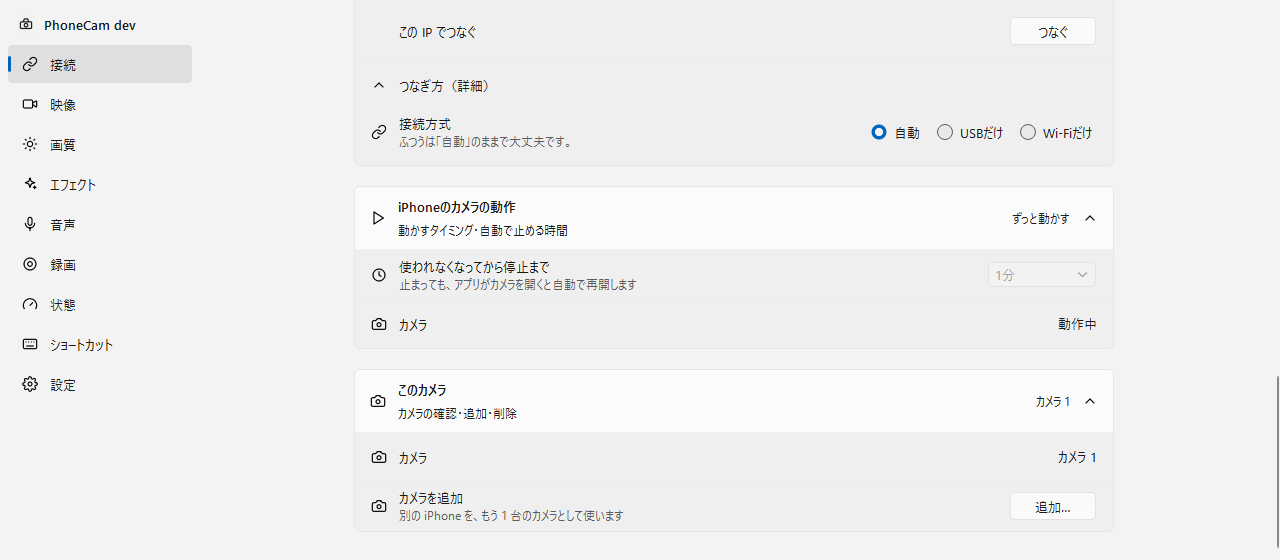 PhoneCam dev
接続
映像
画質
エフェクト
音声
録画
状態
ショートカット
設定
この IP でつなぐ
つなぐ
つなぎ方（詳細）
接続方式
ふつうは「自動」のままで大丈夫です。
自動
USBだけ
Wi-Fiだけ
iPhoneのカメラの動作
動かすタイミング・自動で止める時間
ずっと動かす
使われなくなってから停止まで
止まっても、アプリがカメラを開くと自動で再開します
1分
カメラ
動作中
このカメラ
カメラの確認・追加・削除
カメラ 1
カメラ
カメラ 1
カメラを追加
別の iPhone を、もう 1 台のカメラとして使います
追加...